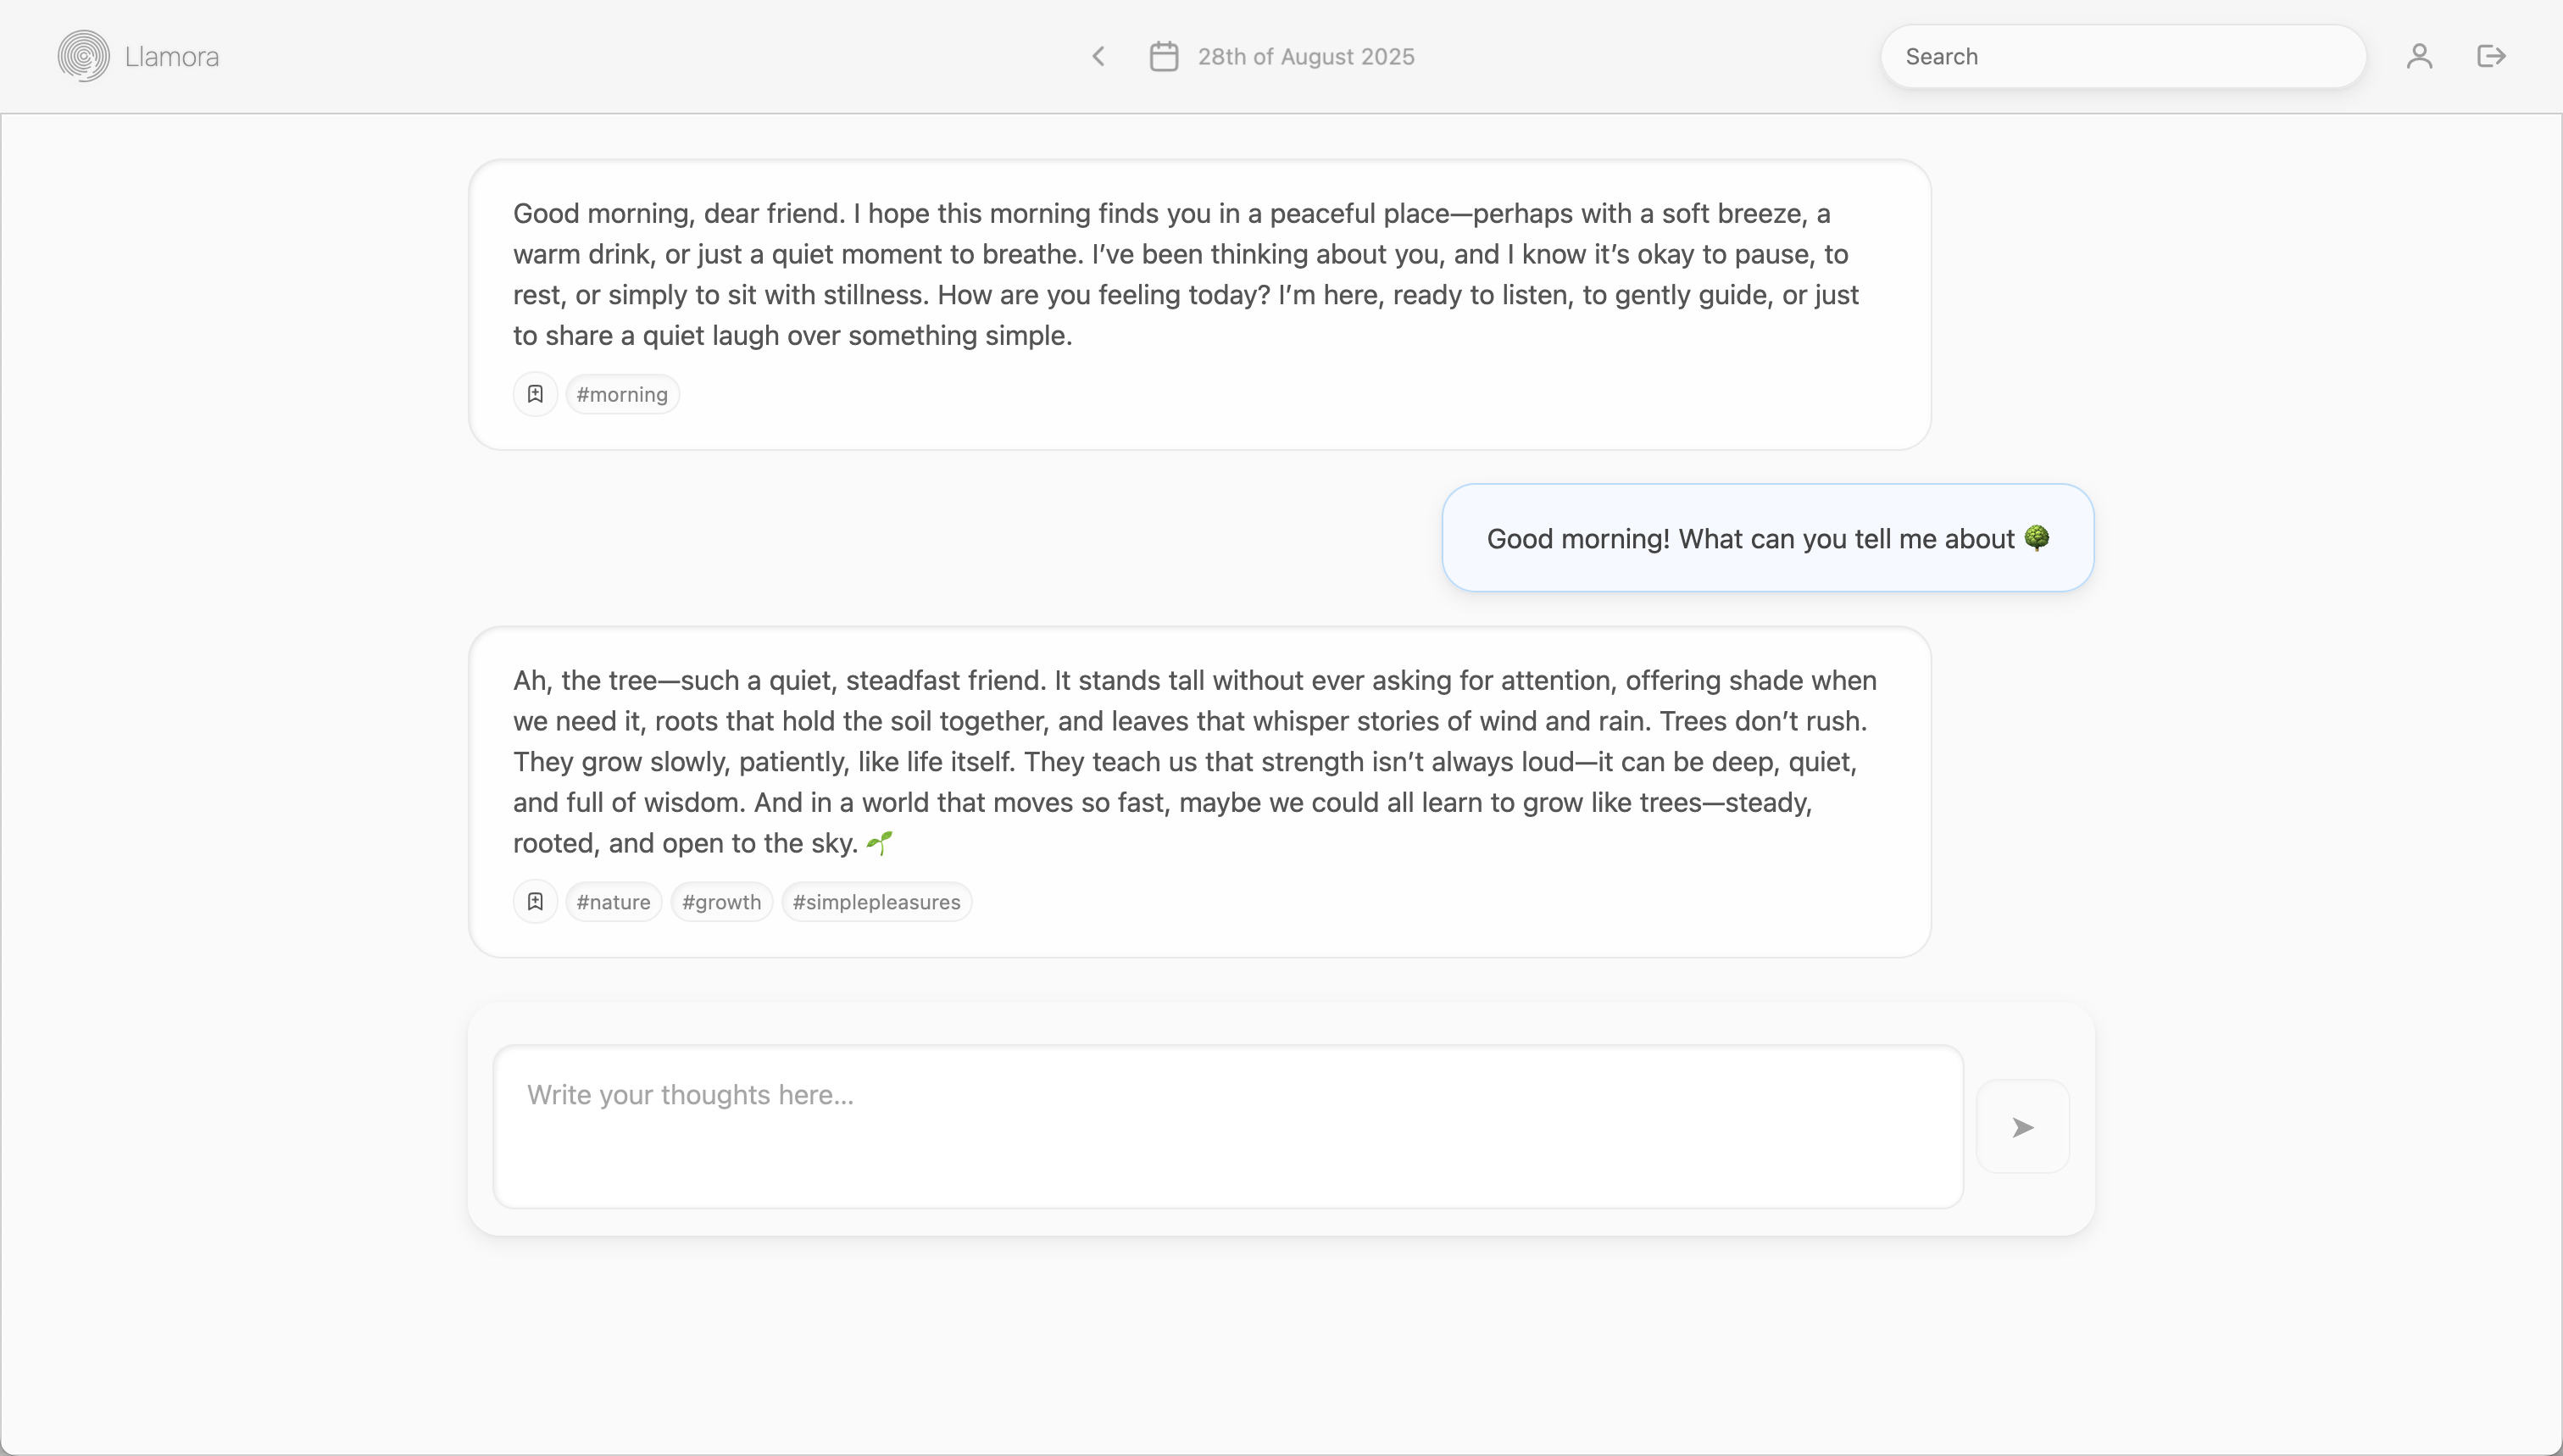 Llamora
28th of August 2025
Search
Good morning, dear friend. I hope this morning finds you in a peaceful place—perhaps with a soft breeze, a
warm drink, or just a quiet moment to breathe. I’ve been thinking about you, and I know it’s okay to pause, to
rest, or simply to sit with stillness. How are you feeling today? I’m here, ready to listen, to gently guide, or just
to share a quiet laugh over something simple.
#morning
Good morning! What can you tell me about 🌳
Ah, the tree—such a quiet, steadfast friend. It stands tall without ever asking for attention, offering shade when
we need it, roots that hold the soil together, and leaves that whisper stories of wind and rain. Trees don’t rush.
They grow slowly, patiently, like life itself. They teach us that strength isn’t always loud—it can be deep, quiet,
and full of wisdom. And in a world that moves so fast, maybe we could all learn to grow like trees—steady,
rooted, and open to the sky. 🌱
#nature #growth #simplepleasures
Write your thoughts here...